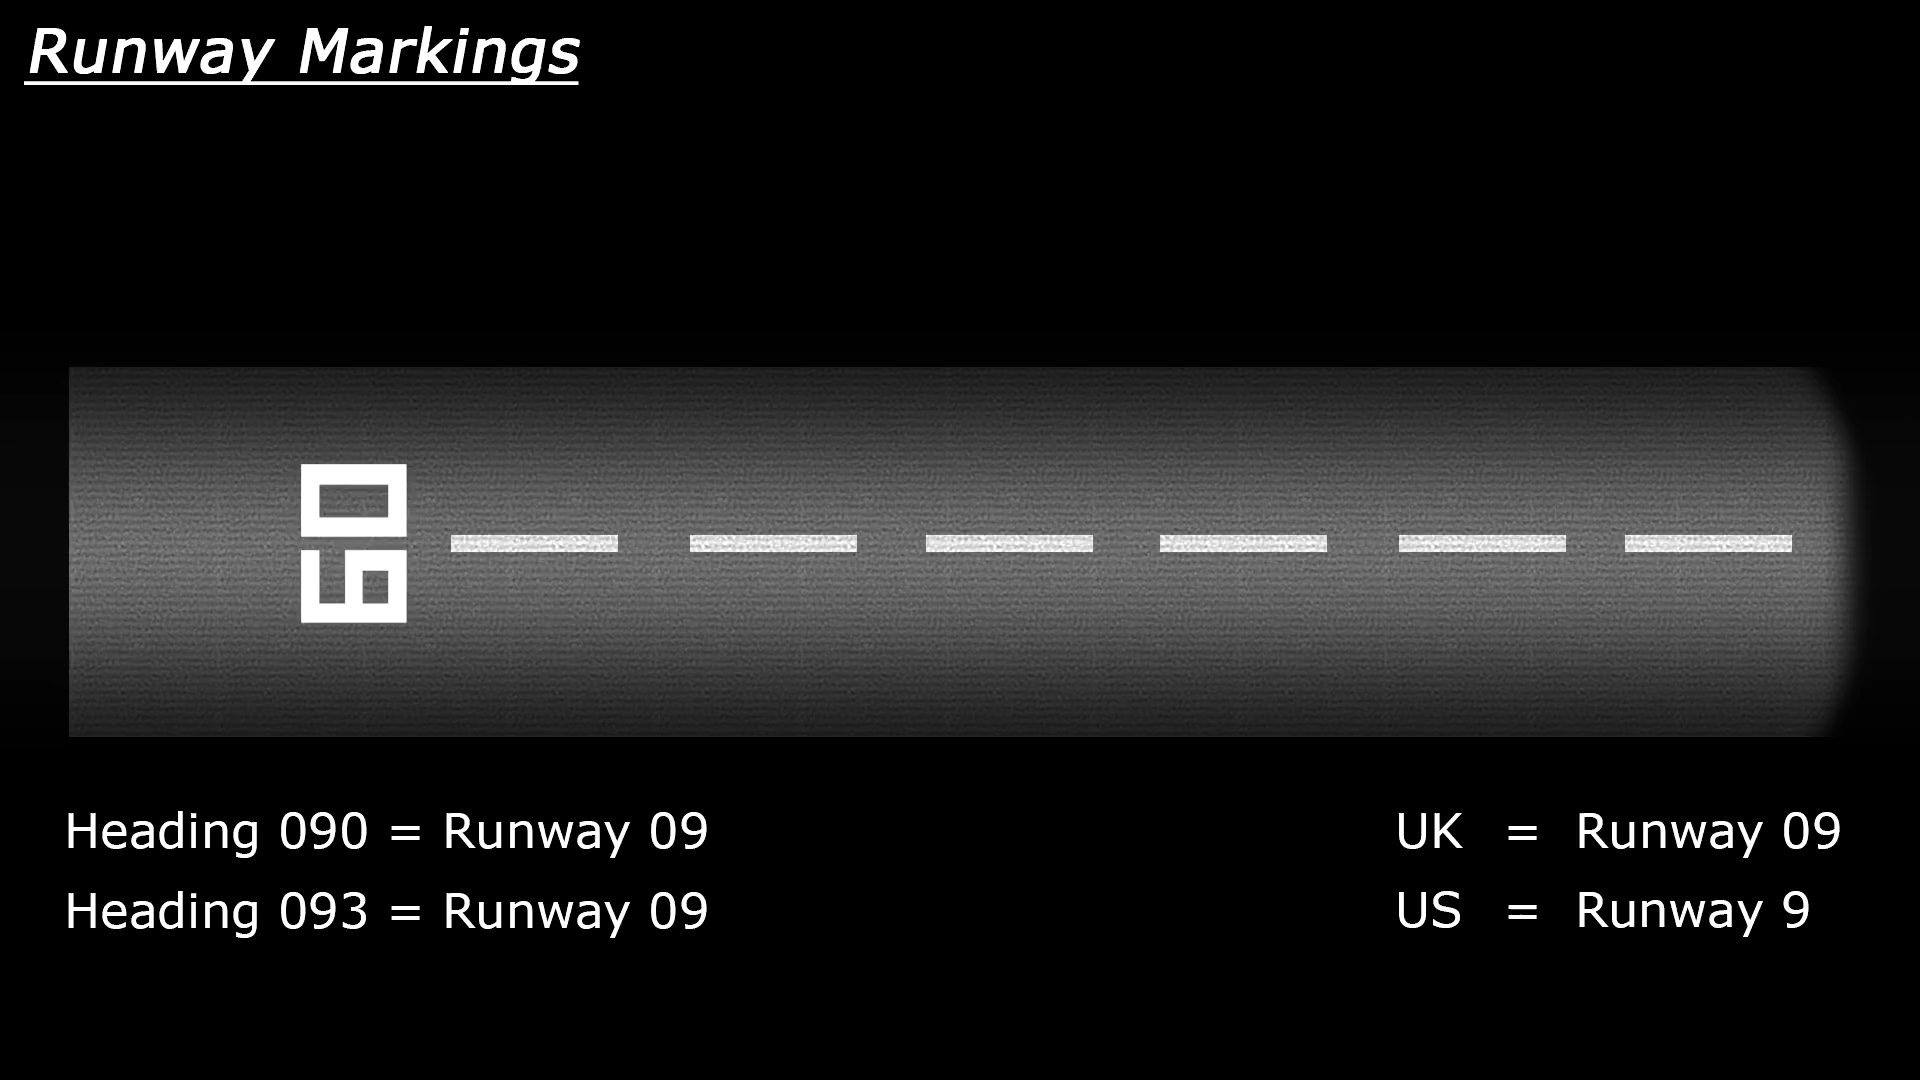 Runway Markings
09
Heading 090 = Runway 09
Heading 093 = Runway 09
UK = Runway 09
US = Runway 9